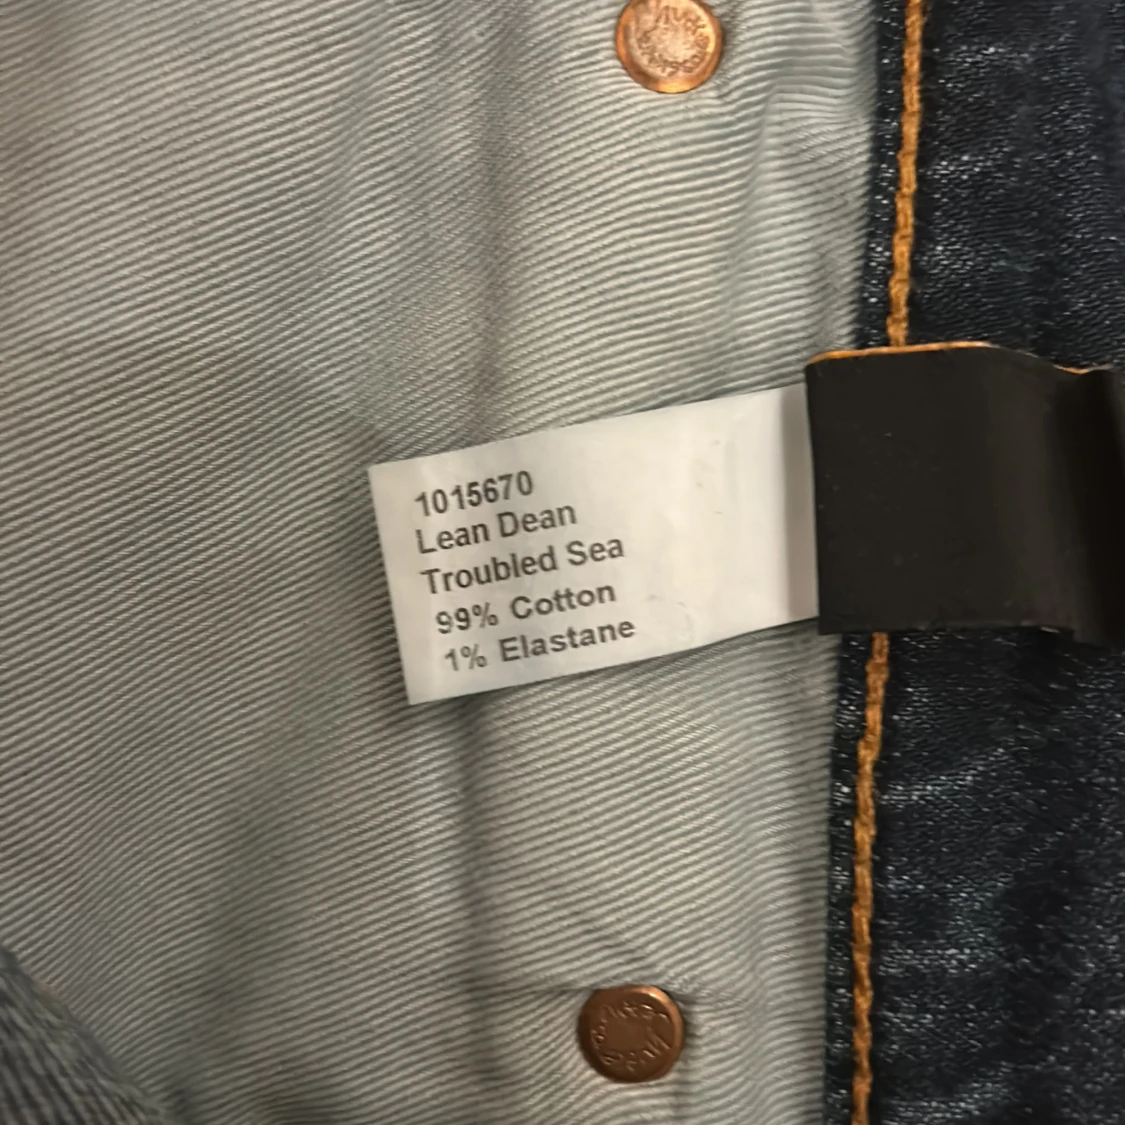 1015670
Lean Dean
Troubled Sea
99% Cotton
1% Elastane